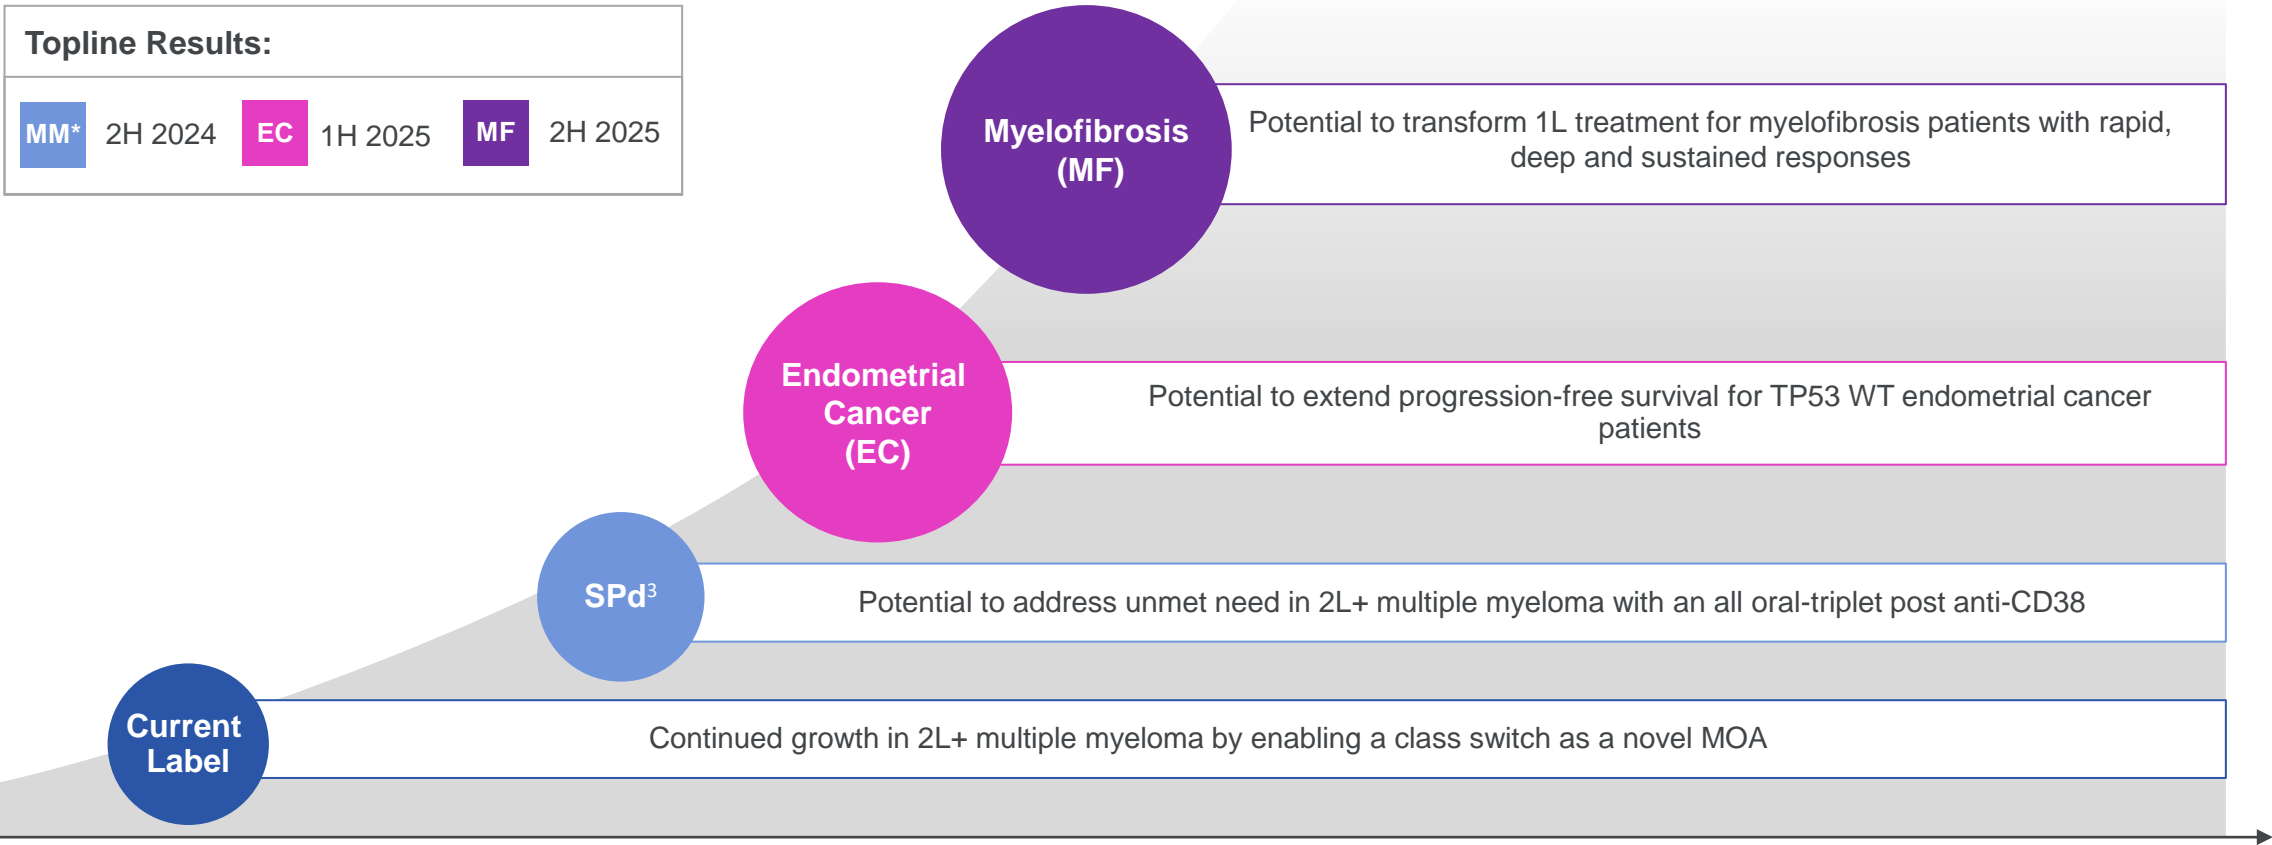 Topline Results:
MM* 2H 2024 EC 1H 2025 MF 2H 2025
Myelofibrosis
(MF)
Potential to transform 1L treatment for myelofibrosis patients with rapid,
deep and sustained responses
Endometrial
Cancer
(EC)
Potential to extend progression-free survival for TP53 WT endometrial cancer
patients
SPd³
Potential to address unmet need in 2L+ multiple myeloma with an all oral-triplet post anti-CD38
Current
Label
Continued growth in 2L+ multiple myeloma by enabling a class switch as a novel MOA